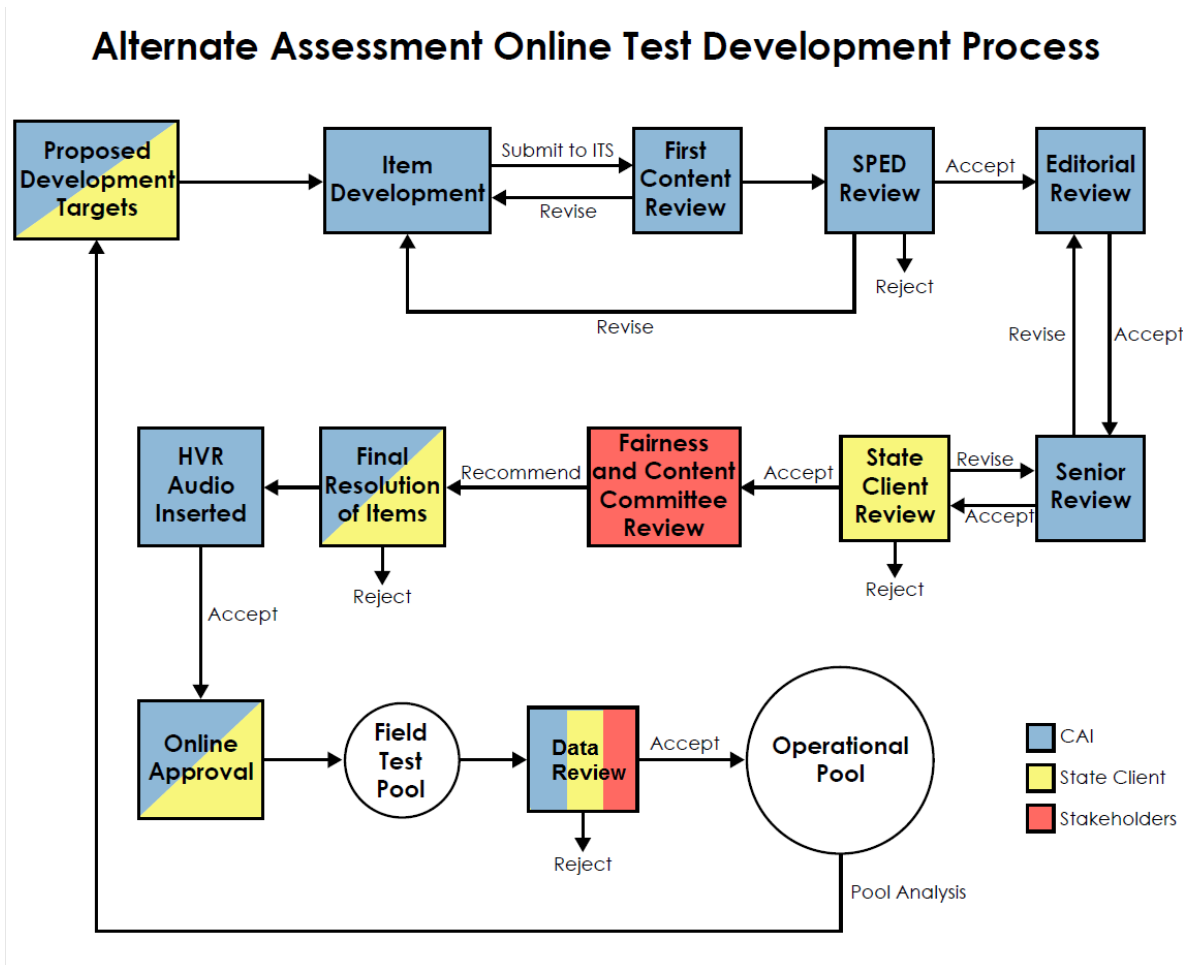 Alternate Assessment Online Test Development Process
Proposed
Development
Targets
Item
Development
Submit to ITS
Revise
First
Content
Review
SPED
Review
Accept
Editorial
Review
Reject
Revise
Revise
Accept
HVR
Audio
Inserted
Final
Resolution
of Items
Recommend
Fairness
and Content
Committee
Review
Accept
State
Client
Review
Revise
Accept
Senior
Review
Reject
Reject
Accept
Online
Approval
Field
Test
Pool
Data
Review
Accept
Operational
Pool
Reject
CAI
State Client
Stakeholders
Pool Analysis